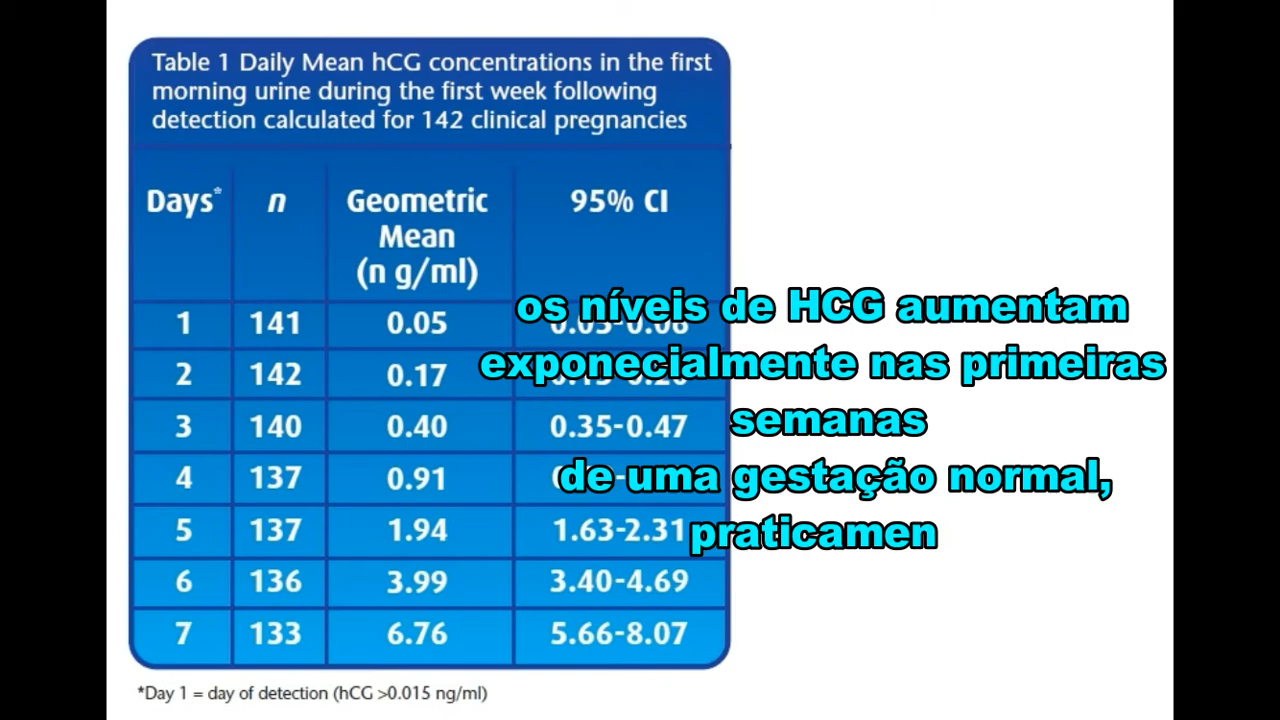 Table 1 Daily Mean hCG concentrations in the first
morning urine during the first week following
detection calculated for 142 clinical pregnancies
Days* n Geometric Mean (n g/ml) 95% CI
1 141 0.05
2 142 0.17
3 140 0.40 0.35-0.47
4 137 0.91
5 137 1.94 1.63-2.31
6 136 3.99 3.40-4.69
7 133 6.76 5.66-8.07
*Day 1 = day of detection (hCG >0.015 ng/ml)
os níveis de HCG aumentam
exponecialmente nas primeiras
semanas
de uma gestação normal,
praticamen